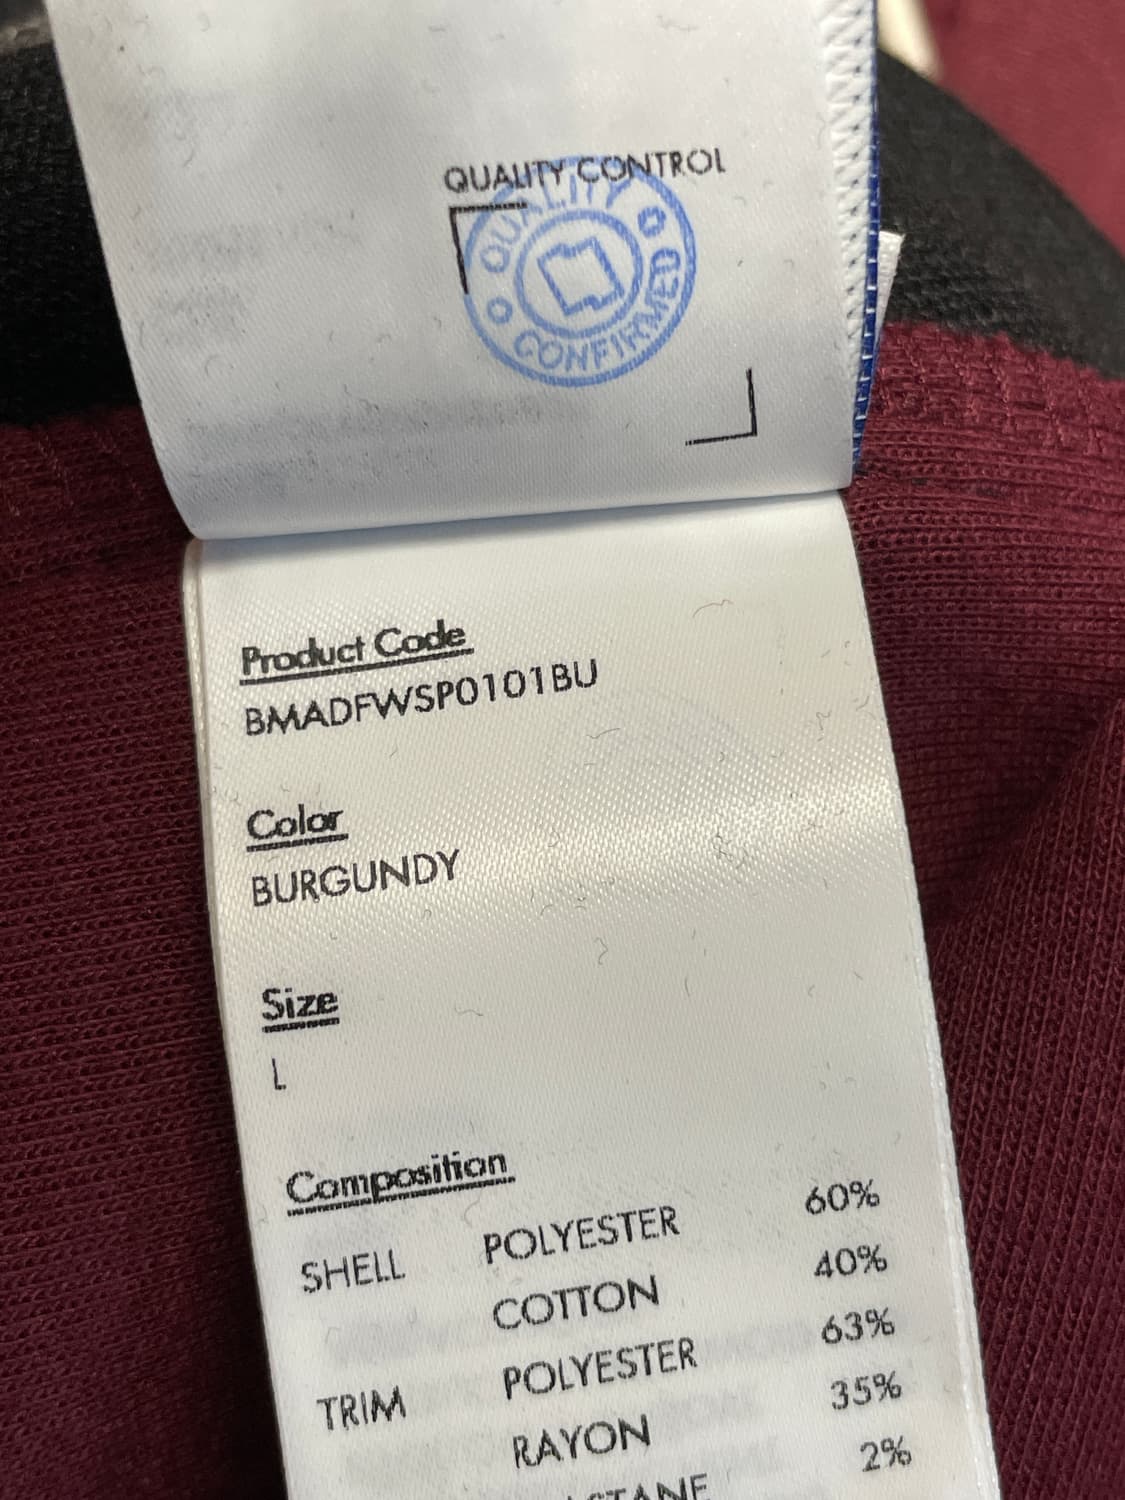 QUALITY CONTROL
QUALITY
CONFIRMED
Product Code
BMADFWSP0101BU
Color
BURGUNDY
Size
L
Composition
SHELL POLYESTER 60%
COTTON 40%
TRIM POLYESTER 63%
RAYON 35%
2%